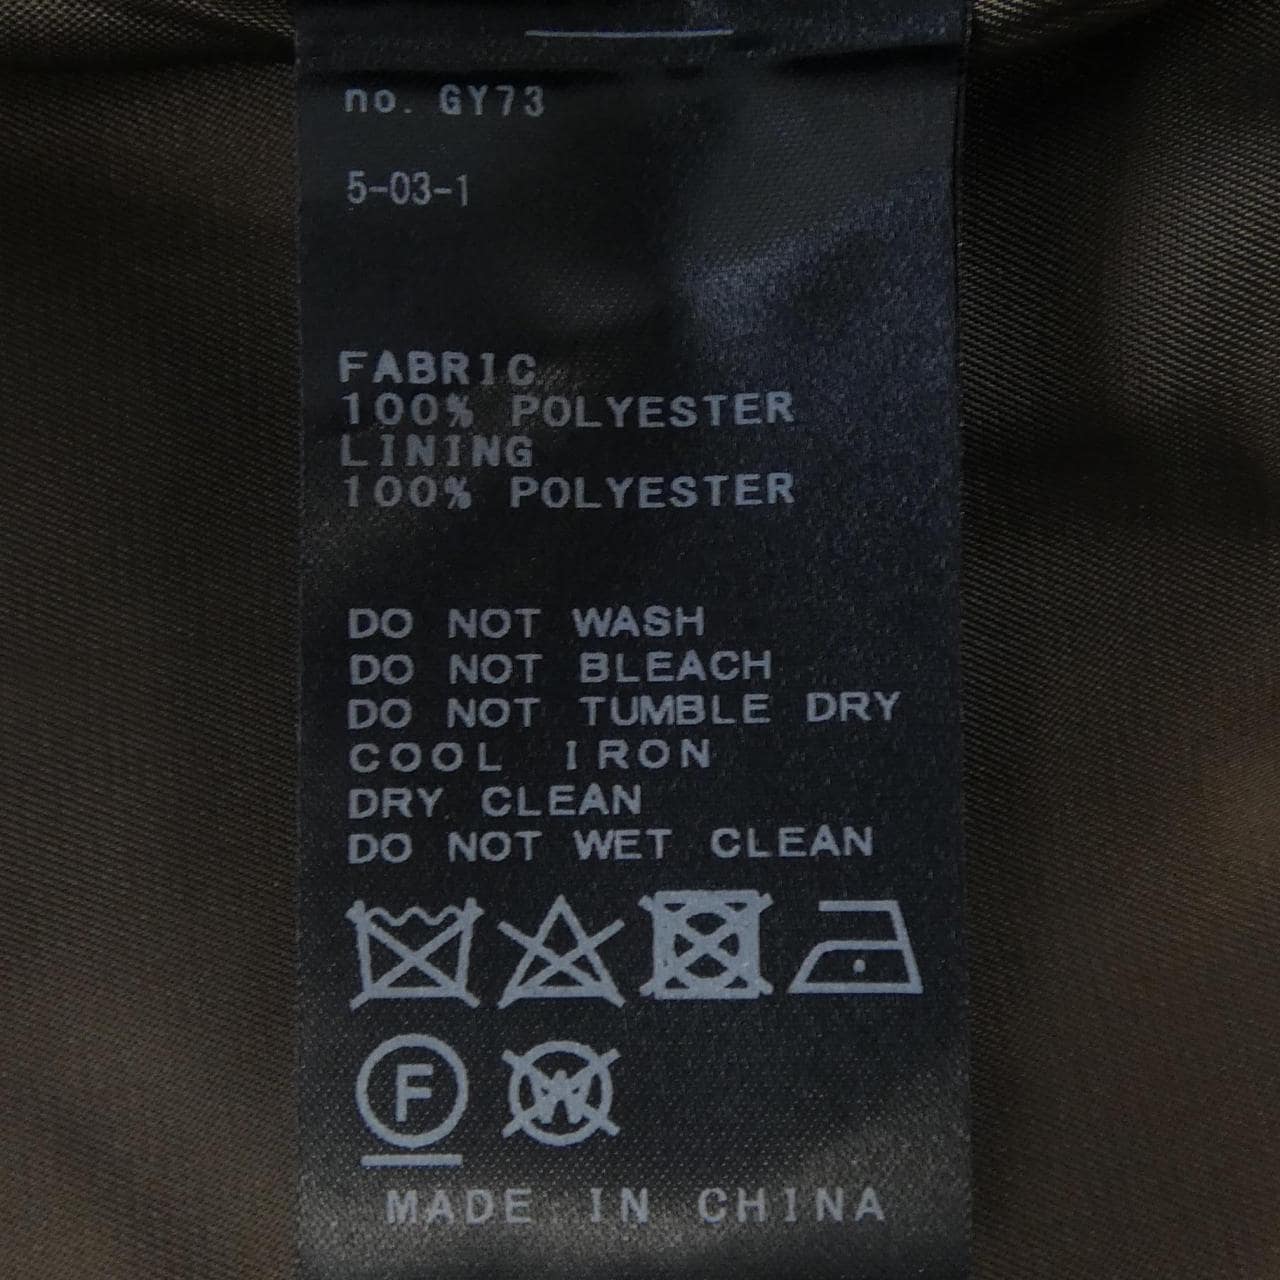 no. GY73
5-03-1
FABRIC
100% POLYESTER
LINING
100% POLYESTER
DO NOT WASH
DO NOT BLEACH
DO NOT TUMBLE DRY
COOL IRON
DRY CLEAN
DO NOT WET CLEAN
F W
MADE IN CHINA